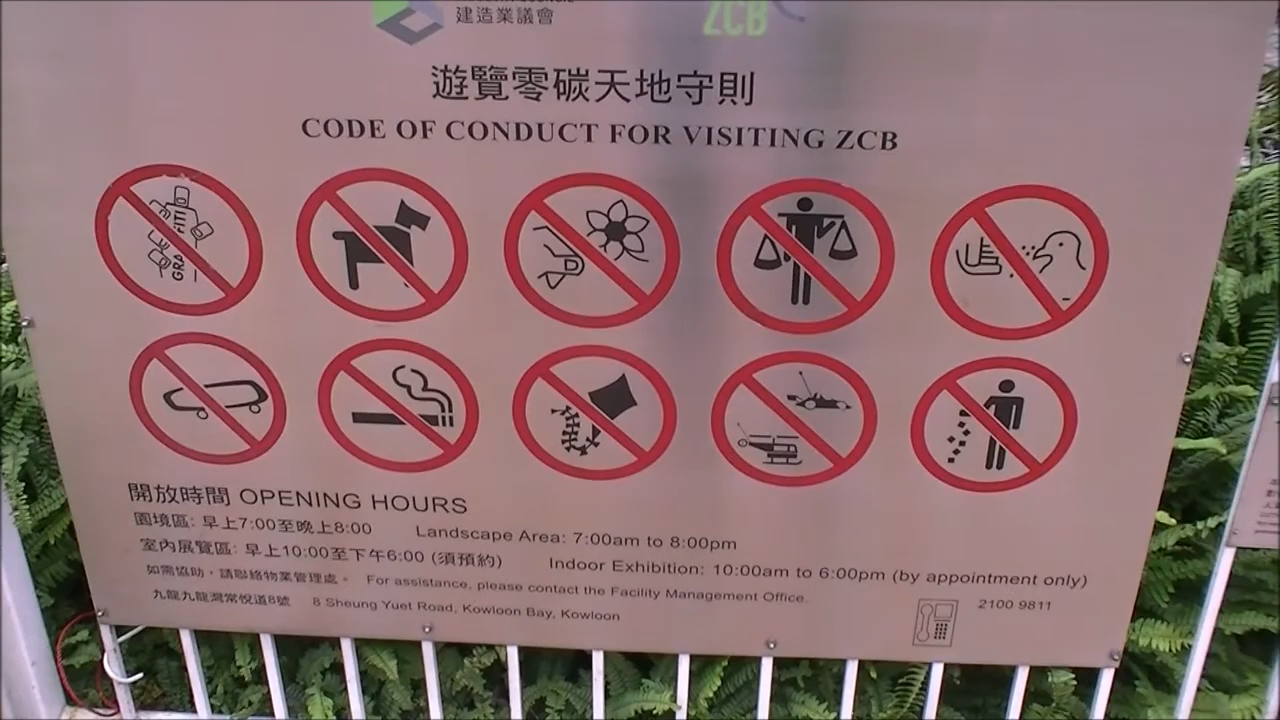 建造業議會
ZCB
遊覽零碳天地守則
CODE OF CONDUCT FOR VISITING ZCB
GRAFFITI
開放時間 OPENING HOURS
園境區: 早上7:00至晚上8:00 Landscape Area: 7:00am to 8:00pm
室內展覽區: 早上10:00至下午6:00 (須預約) Indoor Exhibition: 10:00am to 6:00pm (by appointment only)
如需協助，請聯絡物業管理處。 For assistance, please contact the Facility Management Office.
九龍九龍灣常悅道8號 8 Sheung Yuet Road, Kowloon Bay, Kowloon
2100 9811